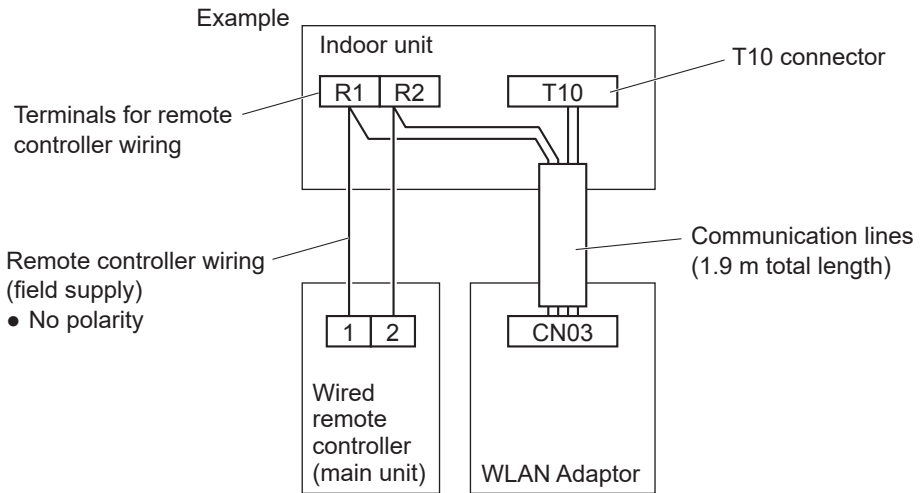 Example
Indoor unit
R1 R2 T10
T10 connector
Terminals for remote
controller wiring
Communication lines
(1.9 m total length)
Remote controller wiring
(field supply)
● No polarity
1 2
CN03
Wired
remote
controller
(main unit)
WLAN Adaptor